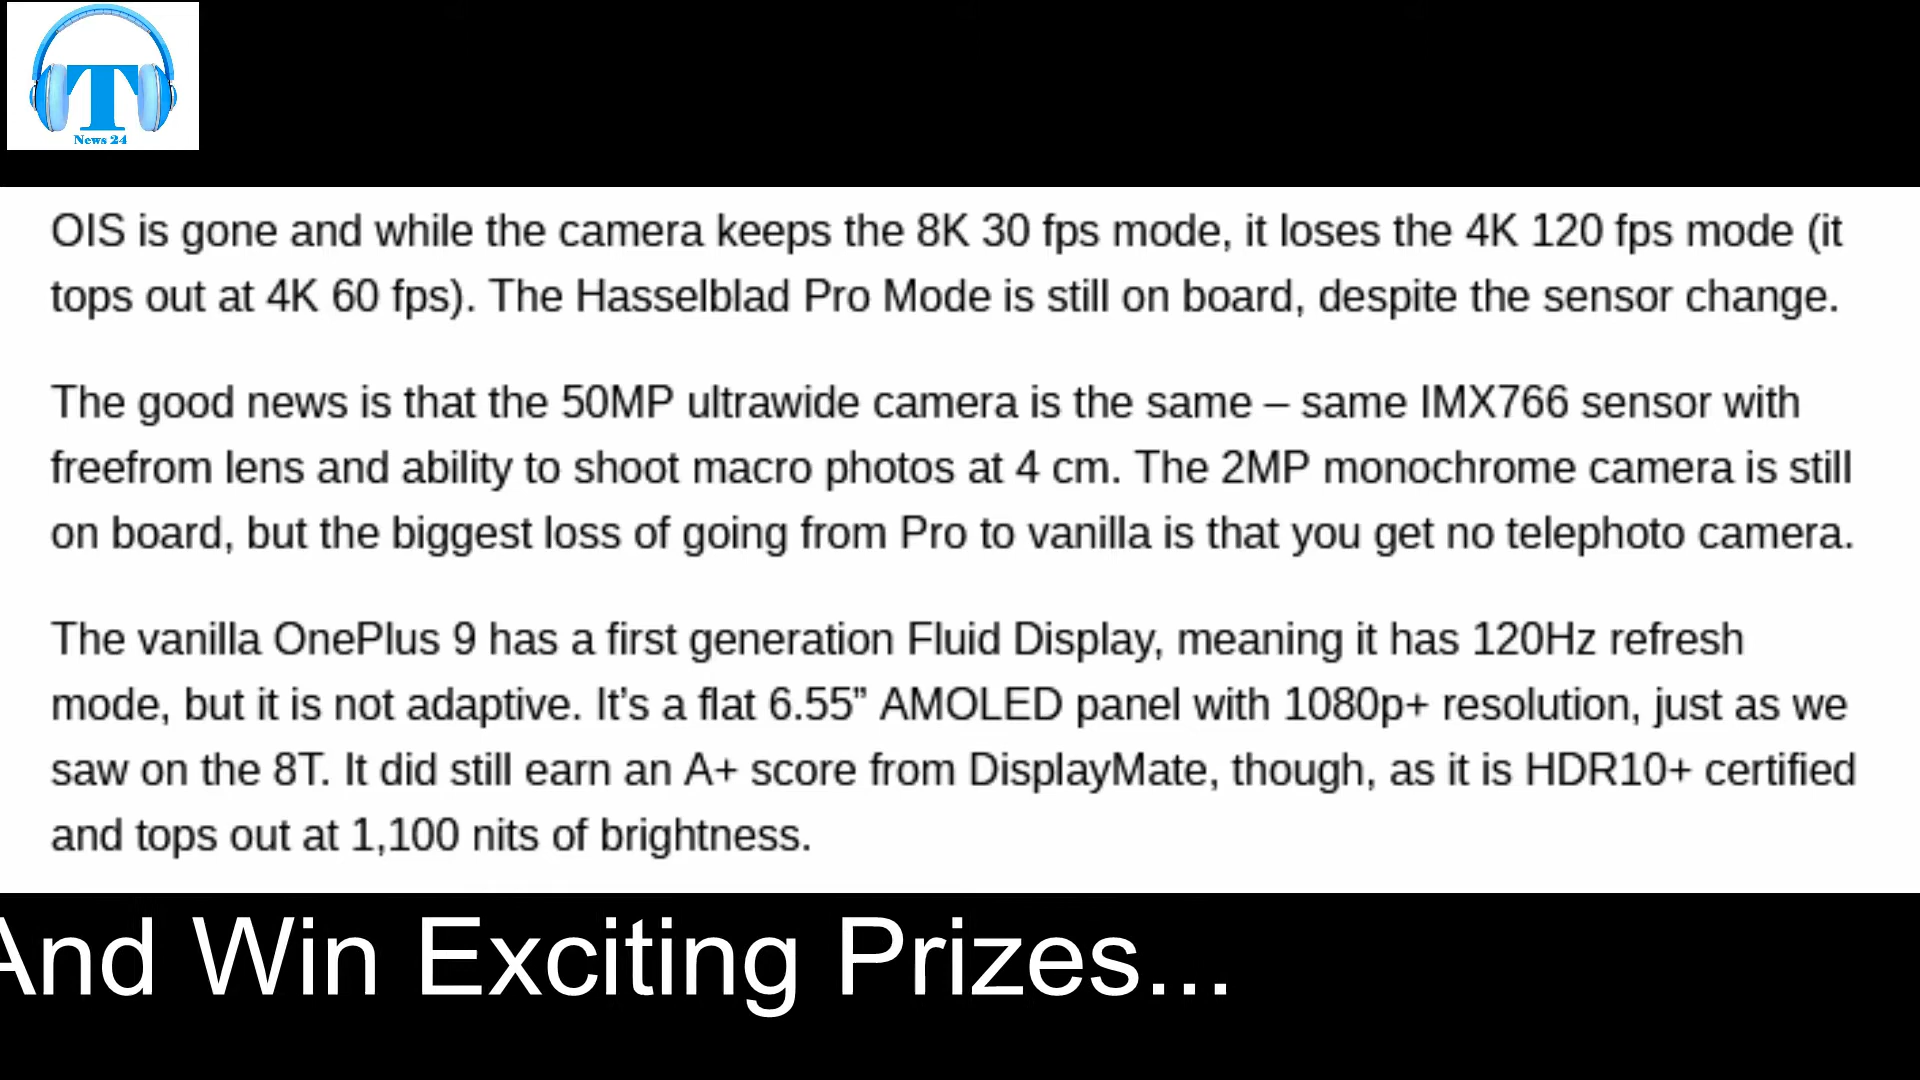 T
News 24
OIS is gone and while the camera keeps the 8K 30 fps mode, it loses the 4K 120 fps mode (it
tops out at 4K 60 fps). The Hasselblad Pro Mode is still on board, despite the sensor change.
The good news is that the 50MP ultrawide camera is the same – same IMX766 sensor with
freefrom lens and ability to shoot macro photos at 4 cm. The 2MP monochrome camera is still
on board, but the biggest loss of going from Pro to vanilla is that you get no telephoto camera.
The vanilla OnePlus 9 has a first generation Fluid Display, meaning it has 120Hz refresh
mode, but it is not adaptive. It’s a flat 6.55” AMOLED panel with 1080p+ resolution, just as we
saw on the 8T. It did still earn an A+ score from DisplayMate, though, as it is HDR10+ certified
and tops out at 1,100 nits of brightness.
And Win Exciting Prizes...